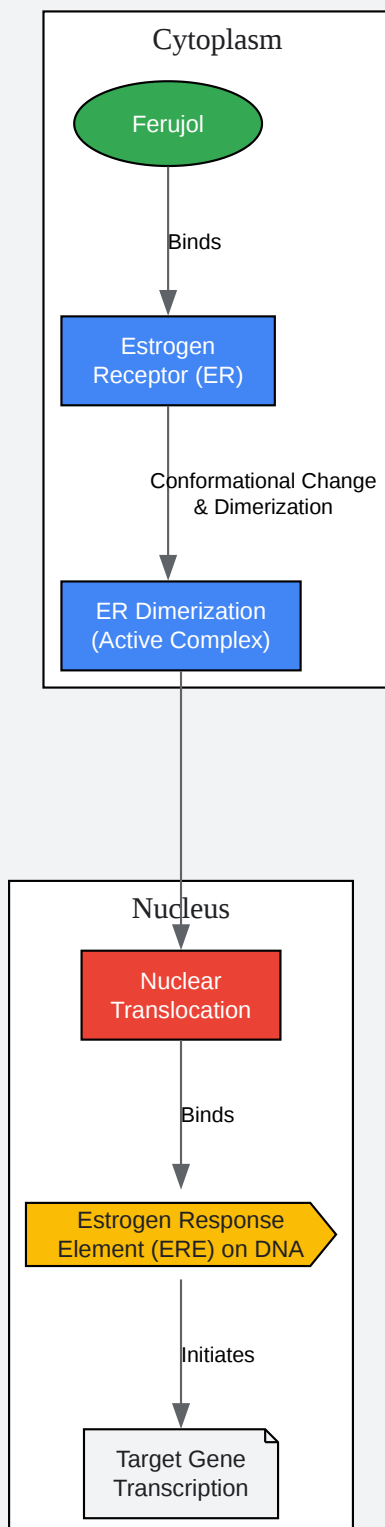 Cytoplasm
Ferujol
Binds
Estrogen
Receptor (ER)
Conformational Change
& Dimerization
ER Dimerization
(Active Complex)
Nucleus
Nuclear
Translocation
Binds
Estrogen Response
Element (ERE) on DNA
Initiates
Target Gene
Transcription